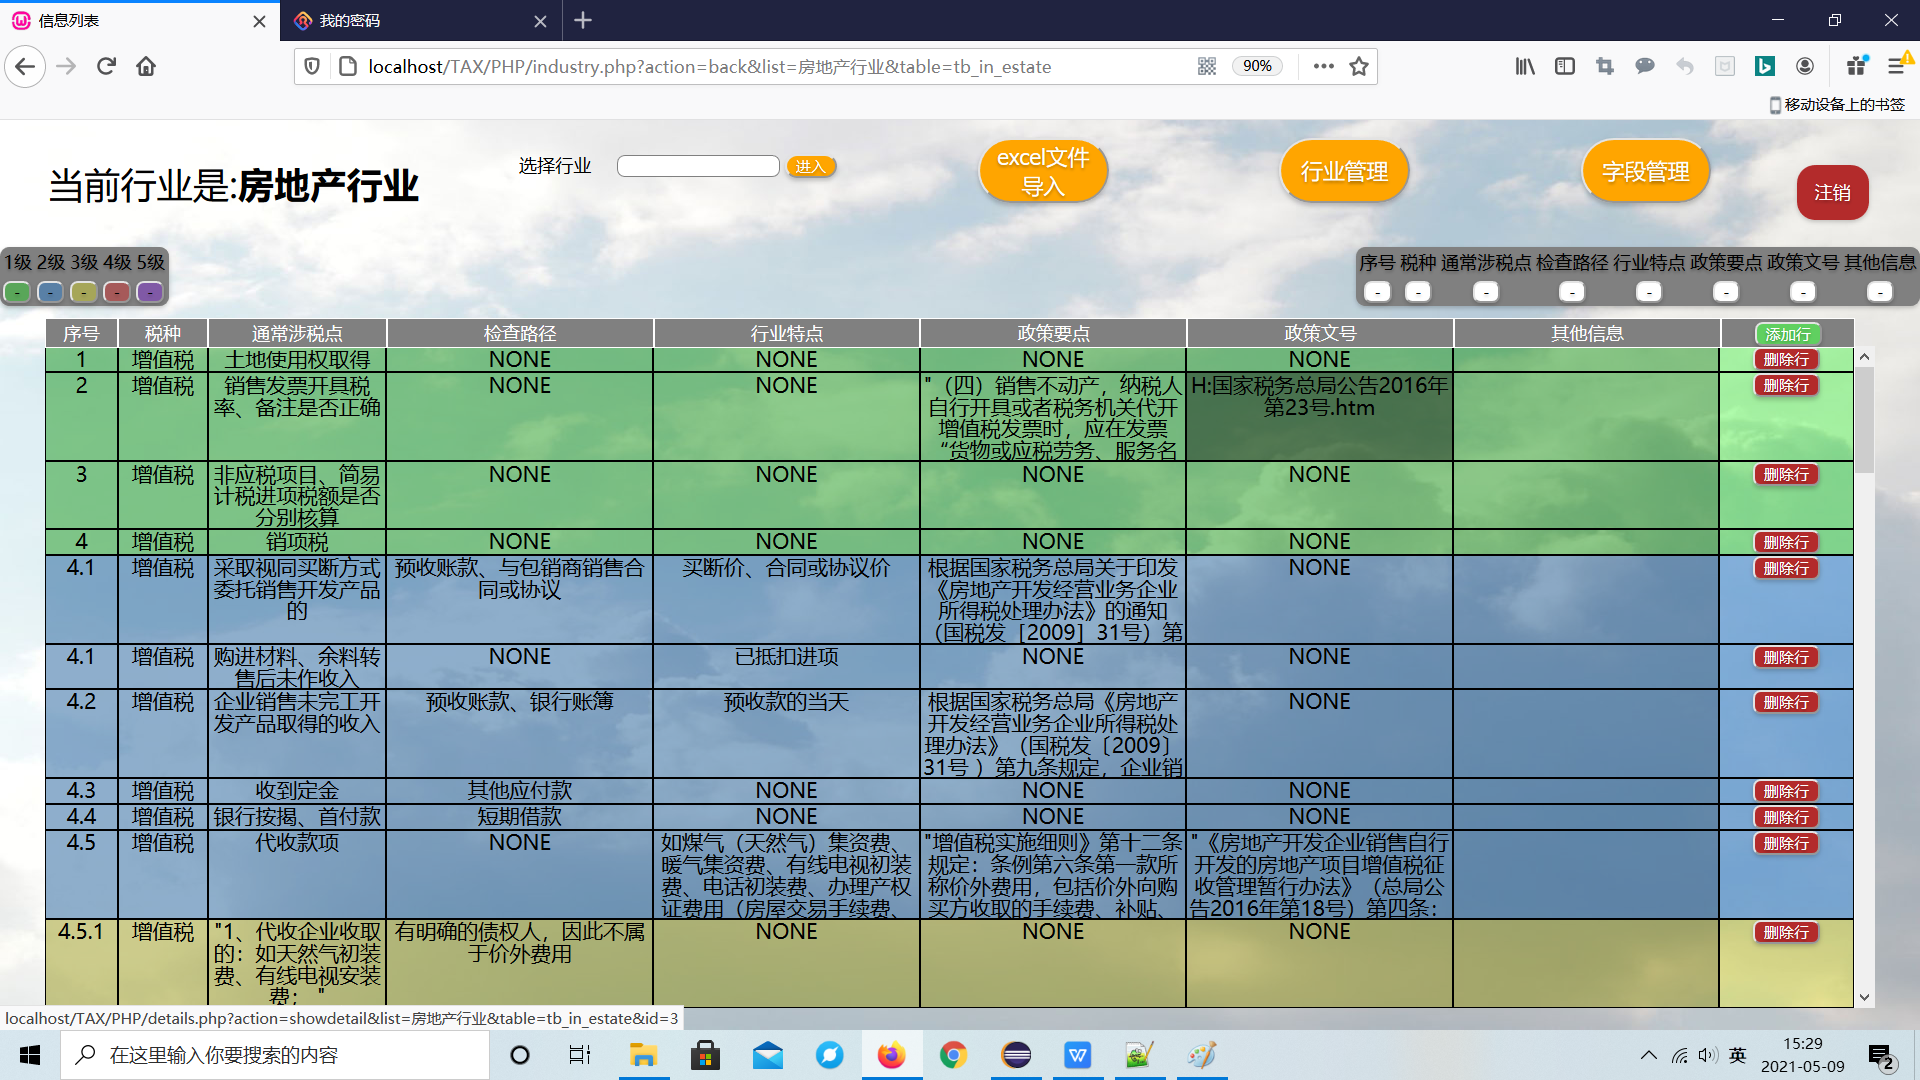 信息列表
我的密码
localhost/TAX/PHP/industry.php?action=back&list=房地产行业&table=tb_in_estate
90%
移动设备上的书签
当前行业是:房地产行业
选择行业
进入
excel文件
导入
行业管理
字段管理
注销
1级 2级 3级 4级 5级
- - - - -
序号 税种 通常涉税点 检查路径 行业特点 政策要点 政策文号 其他信息
- - - - - - - -
序号 税种 通常涉税点 检查路径 行业特点 政策要点 政策文号 其他信息 添加行
1 增值税 土地使用权取得 NONE NONE NONE NONE 删除行
2 增值税 销售发票开具税 NONE NONE "（四）销售不动产，纳税人 H:国家税务总局公告2016年 删除行
率、备注是否正确 自行开具或者税务机关代开 第23号.htm
增值税发票时，应在发票
“货物或应税劳务、服务名
3 增值税 非应税项目、简易 NONE NONE NONE NONE 删除行
计税进项税额是否
分别核算
4 增值税 销项税 NONE NONE NONE NONE 删除行
4.1 增值税 采取视同买断方式 预收账款、与包销商销售合 买断价、合同或协议价 根据国家税务总局关于印发 NONE 删除行
委托销售开发产品 同或协议 《房地产开发经营业务企业
的 所得税处理办法》的通知
（国税发［2009］31号）第
4.1 增值税 购进材料、余料转 NONE 已抵扣进项 NONE NONE 删除行
售后未作收入
4.2 增值税 企业销售未完工开 预收账款、银行账簿 预收款的当天 根据国家税务总局《房地产 NONE 删除行
发产品取得的收入 开发经营业务企业所得税处
理办法》（国税发〔2009〕
31号 ）第九条规定，企业销
4.3 增值税 收到定金 其他应付款 NONE NONE NONE 删除行
4.4 增值税 银行按揭、首付款 短期借款 NONE NONE NONE 删除行
4.5 增值税 代收款项 NONE 如煤气（天然气）集资费、 "增值税实施细则》第十二条 "《房地产开发企业销售自行 删除行
暖气集资费、有线电视初装 规定：条例第六条第一款所 开发的房地产项目增值税征
费、电话初装费、办理产权 称价外费用，包括价外向购 收管理暂行办法》（总局公
证费用（房屋交易手续费、 买方收取的手续费、补贴、 告2016年第18号）第四条：
4.5.1 增值税 "1、代收企业收取 有明确的债权人，因此不属 NONE NONE NONE 删除行
的：如天然气初装 于价外费用
费、有线电视安装
费； "
localhost/TAX/PHP/details.php?action=showdetail&list=房地产行业&table=tb_in_estate&id=3
在这里输入你要搜索的内容
英
15:29
2021-05-09
2